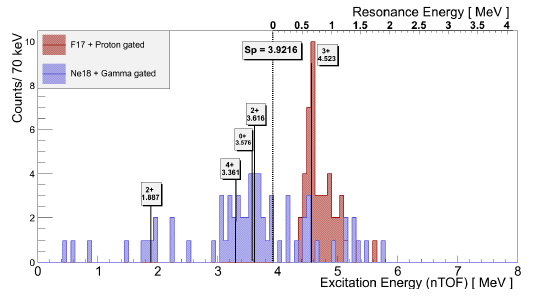 Resonance Energy [ MeV ]
0 0.5 1 1.5 2 2.5 3 3.5 4
Counts/ 70 keV
10
8
6
4
2
0
F17 + Proton gated
Ne18 + Gamma gated
Sp = 3.9216
3+
4.523
2+
3.616
0+
3.576
4+
3.361
2+
1.887
0 1 2 3 4 5 6 7 8
Excitation Energy (nTOF) [ MeV ]